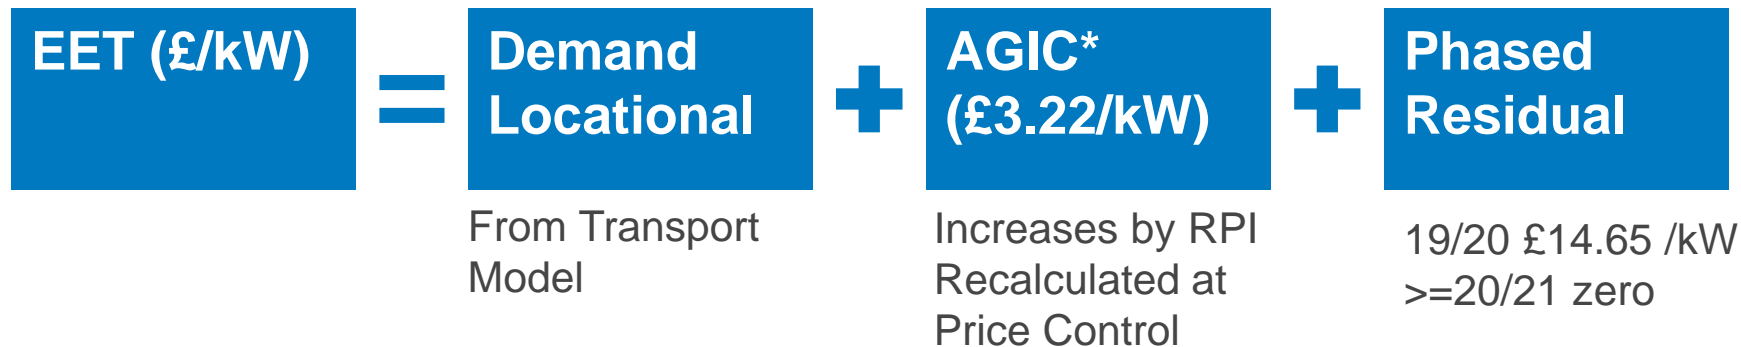 EET (£/kW)
=
Demand
Locational
+
AGIC*
(£3.22/kW)
+
Phased
Residual
From Transport
Model
Increases by RPI
Recalculated at
Price Control
19/20 £14.65 /kW
>=20/21 zero